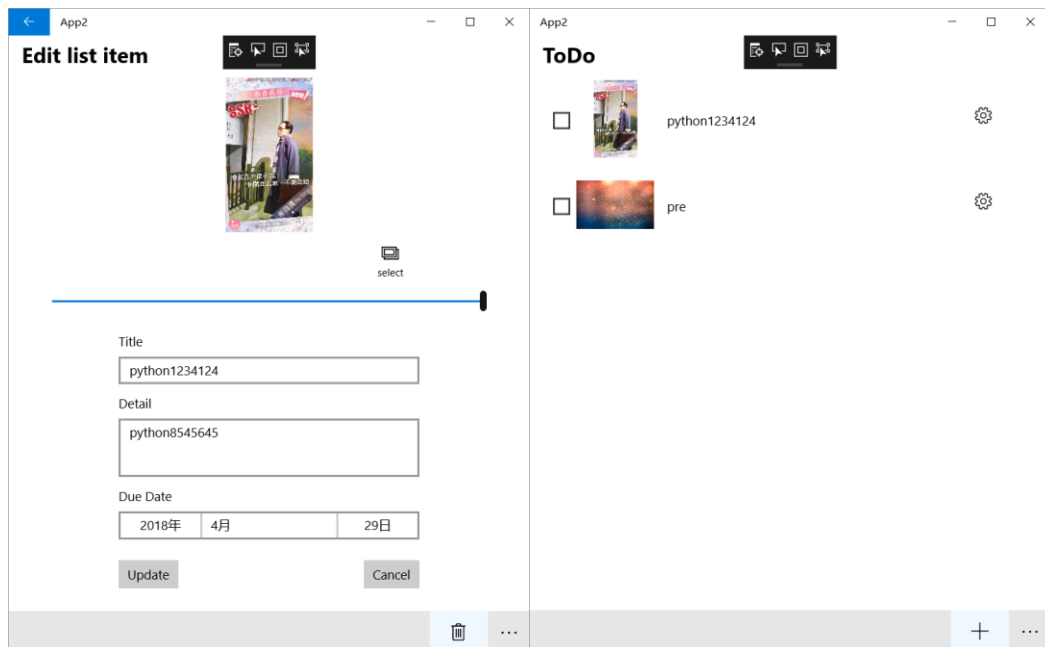 App2
Edit list item
SSR
select
Title
python1234124
Detail
python8545645
Due Date
2018年 4月 29日
Update Cancel
App2
ToDo
python1234124
pre